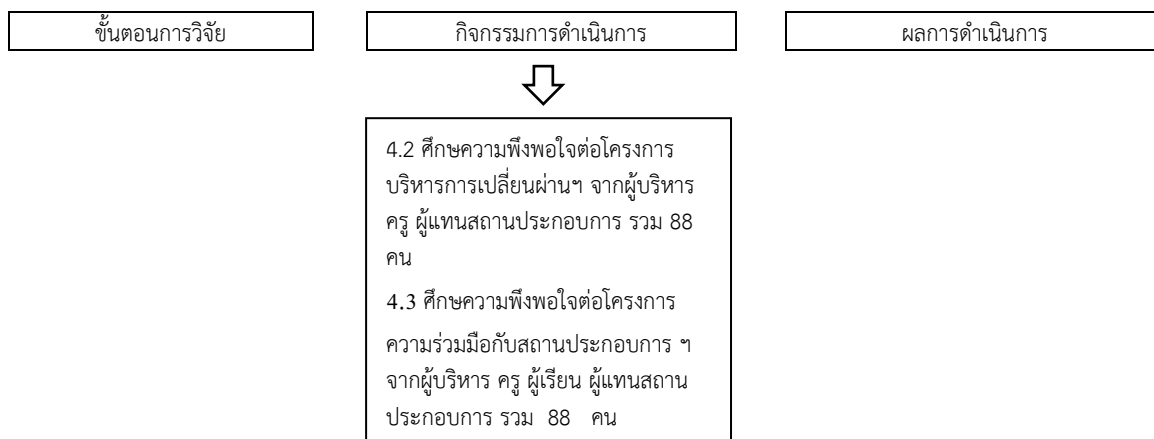 ขั้นตอนการวิจัย
กิจกรรมการดำเนินการ
ผลการดำเนินการ
4.2 ศึกษความพึงพอใจต่อโครงการ
บริหารการเปลี่ยนผ่านฯ จากผู้บริหาร
ครู ผู้แทนสถานประกอบการ รวม 88
คน
4.3 ศึกษความพึงพอใจต่อโครงการ
ความร่วมมือกับสถานประกอบการ ฯ
จากผู้บริหาร ครู ผู้เรียน ผู้แทนสถาน
ประกอบการ รวม 88 คน